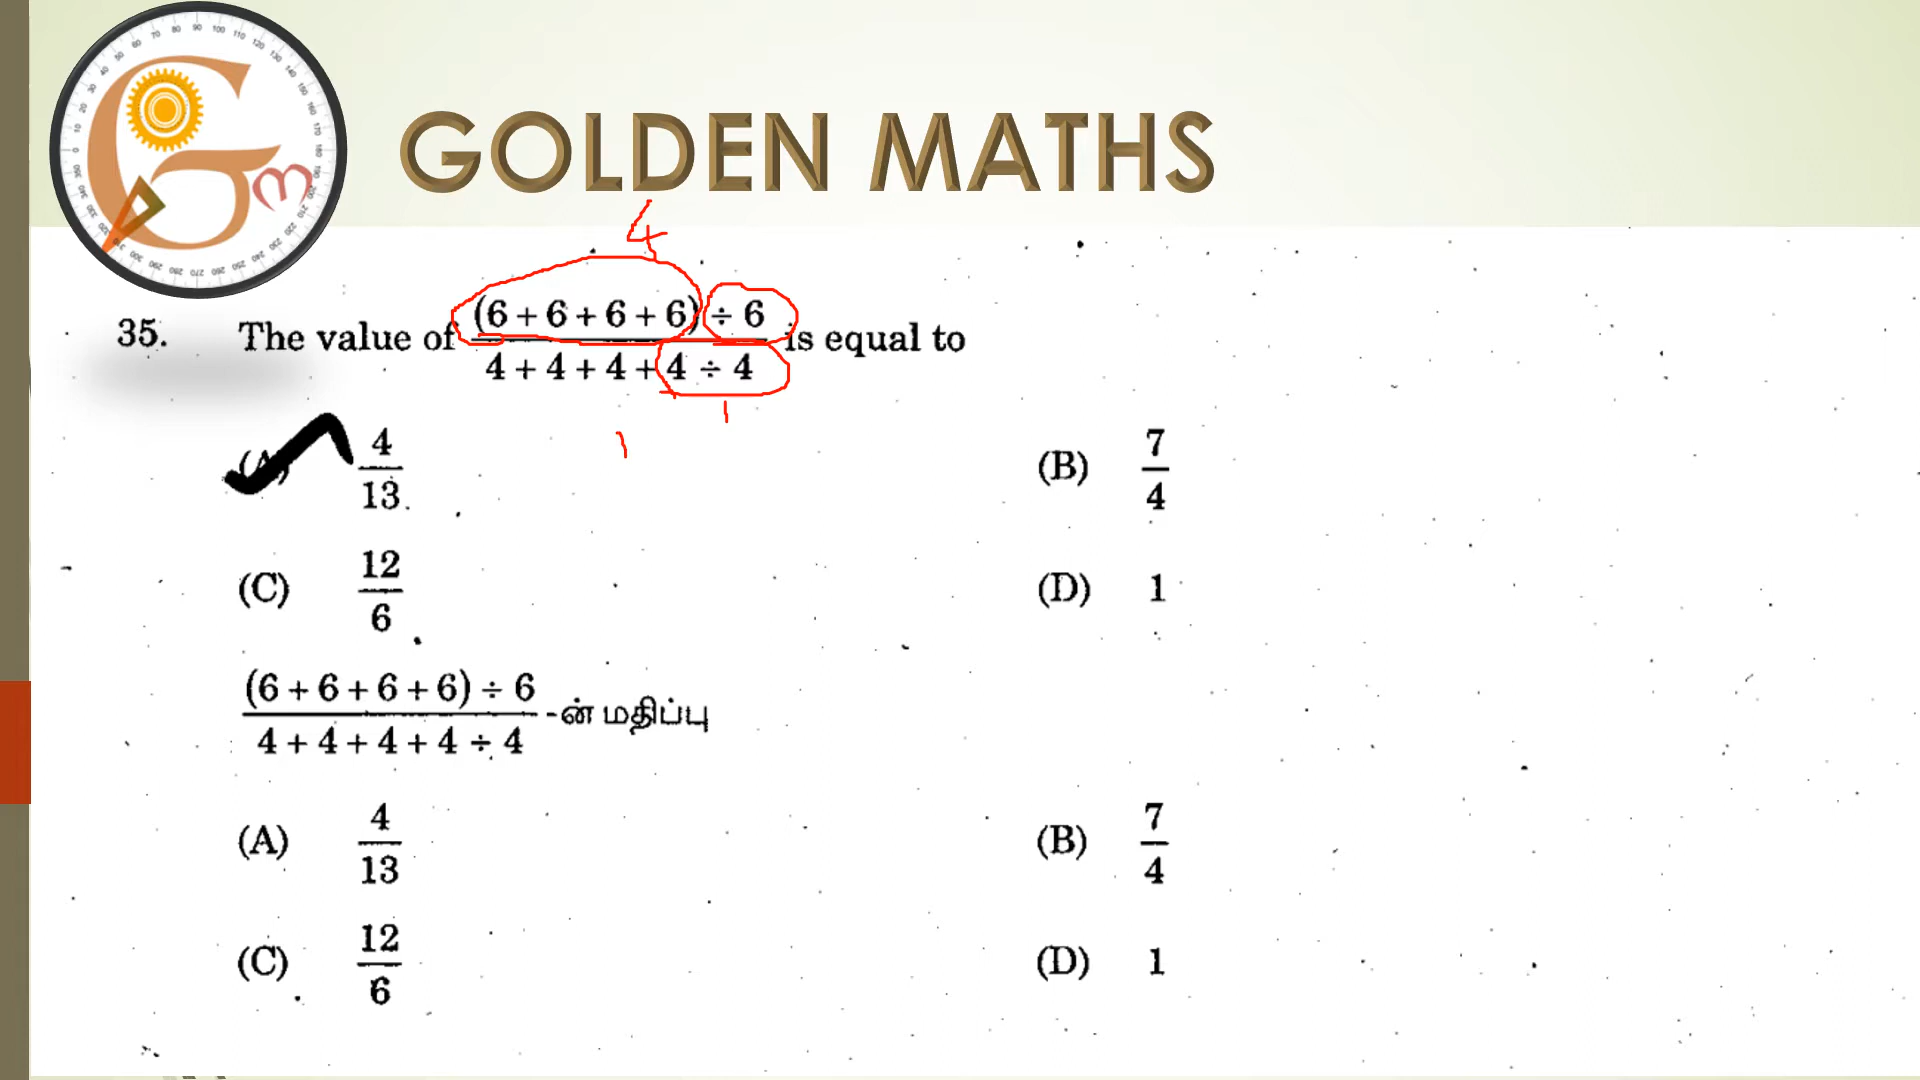 GOLDEN MATHS
Gm
4
35. The value of (6 + 6 + 6 + 6) ÷ 6 / 4 + 4 + 4 + 4 ÷ 4 is equal to
1
1
(A) 4/13
(B) 7/4
(C) 12/6
(D) 1
(6 + 6 + 6 + 6) ÷ 6 / 4 + 4 + 4 + 4 ÷ 4 -ன் மதிப்பு
(A) 4/13
(B) 7/4
(C) 12/6
(D) 1